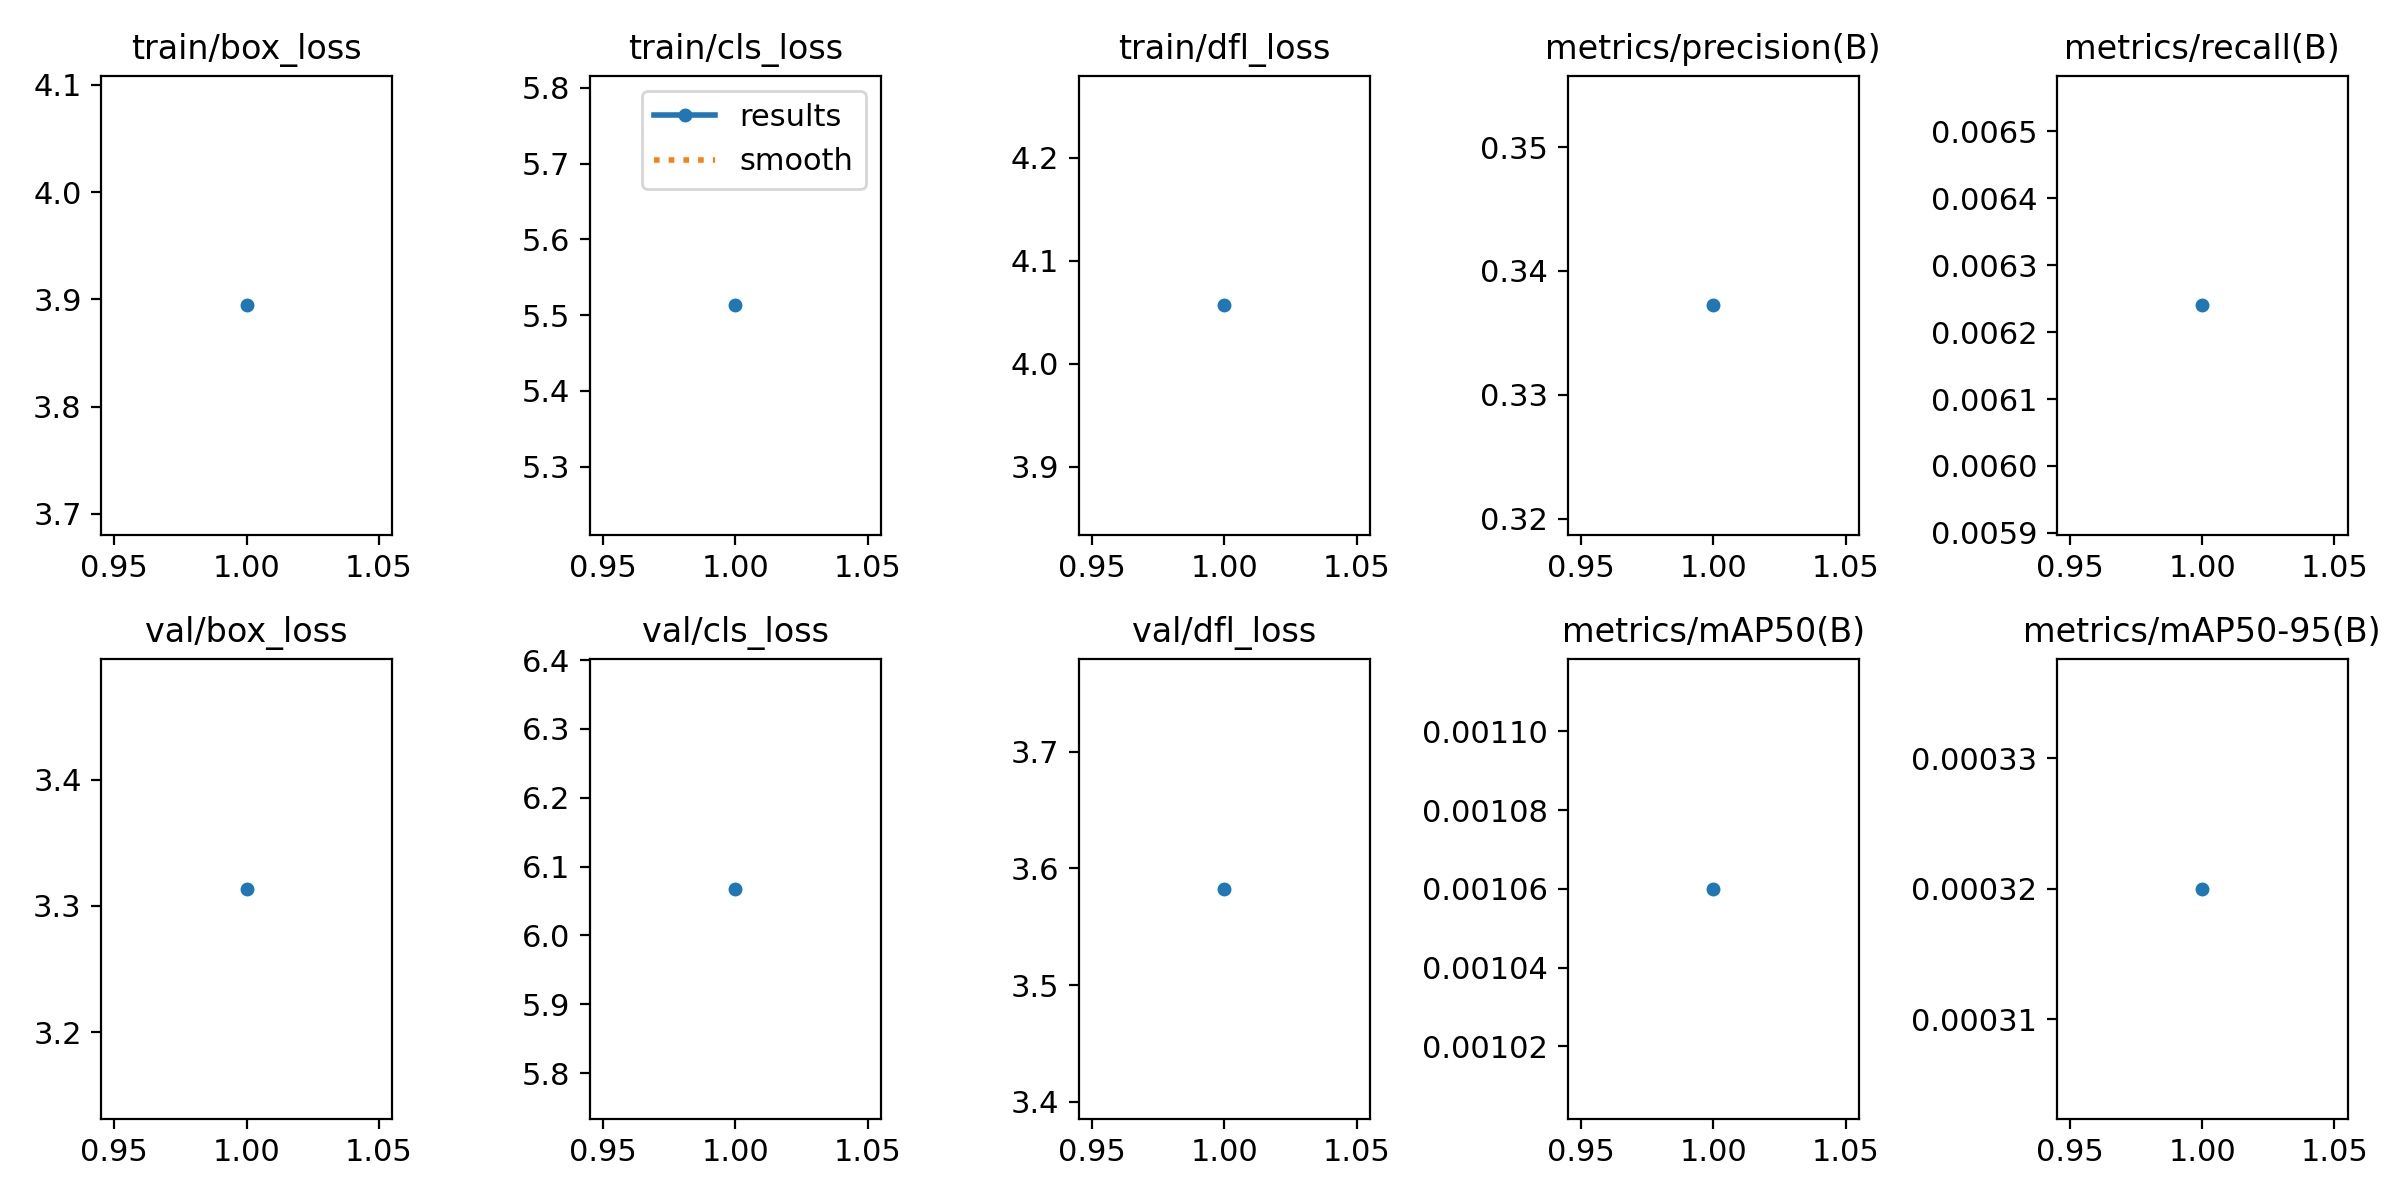 train/box_loss
4.1
4.0
3.9
3.8
3.7
0.95 1.00 1.05
train/cls_loss
results
smooth
5.8
5.7
5.6
5.5
5.4
5.3
0.95 1.00 1.05
train/dfl_loss
4.2
4.1
4.0
3.9
0.95 1.00 1.05
metrics/precision(B)
0.35
0.34
0.33
0.32
0.95 1.00 1.05
metrics/recall(B)
0.0065
0.0064
0.0063
0.0062
0.0061
0.0060
0.0059
0.95 1.00 1.05
val/box_loss
3.4
3.3
3.2
0.95 1.00 1.05
val/cls_loss
6.4
6.3
6.2
6.1
6.0
5.9
5.8
0.95 1.00 1.05
val/dfl_loss
3.7
3.6
3.5
3.4
0.95 1.00 1.05
metrics/mAP50(B)
0.00110
0.00108
0.00106
0.00104
0.00102
0.95 1.00 1.05
metrics/mAP50-95(B)
0.00033
0.00032
0.00031
0.95 1.00 1.05